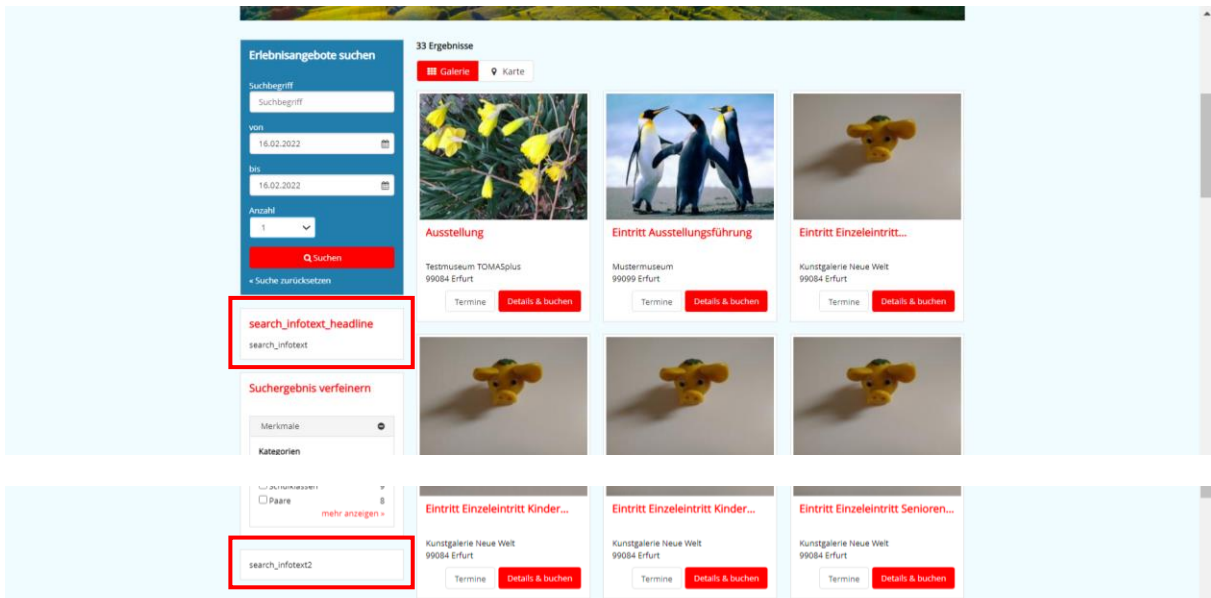 Erlebnisangebote suchen
Suchbegriff
Suchbegriff
von
16.02.2022
bis
16.02.2022
Anzahl
1
Suchen
« Suche zurücksetzen
search_infotext_headline
search_infotext
Suchergebnis verfeinern
Merkmale
Kategorien
33 Ergebnisse
Galerie Karte
Ausstellung
Testmuseum TOMASplus
99084 Erfurt
Termine Details & buchen
Eintritt Ausstellungsführung
Mustermuseum
99099 Erfurt
Termine Details & buchen
Eintritt Einzeleintritt...
Kunstgalerie Neue Welt
99084 Erfurt
Termine Details & buchen
Schulklassen 9
Paare 8
mehr anzeigen »
search_infotext2
Eintritt Einzeleintritt Kinder...
Kunstgalerie Neue Welt
99084 Erfurt
Termine Details & buchen
Eintritt Einzeleintritt Kinder...
Kunstgalerie Neue Welt
99084 Erfurt
Termine Details & buchen
Eintritt Einzeleintritt Senioren...
Kunstgalerie Neue Welt
99084 Erfurt
Termine Details & buchen